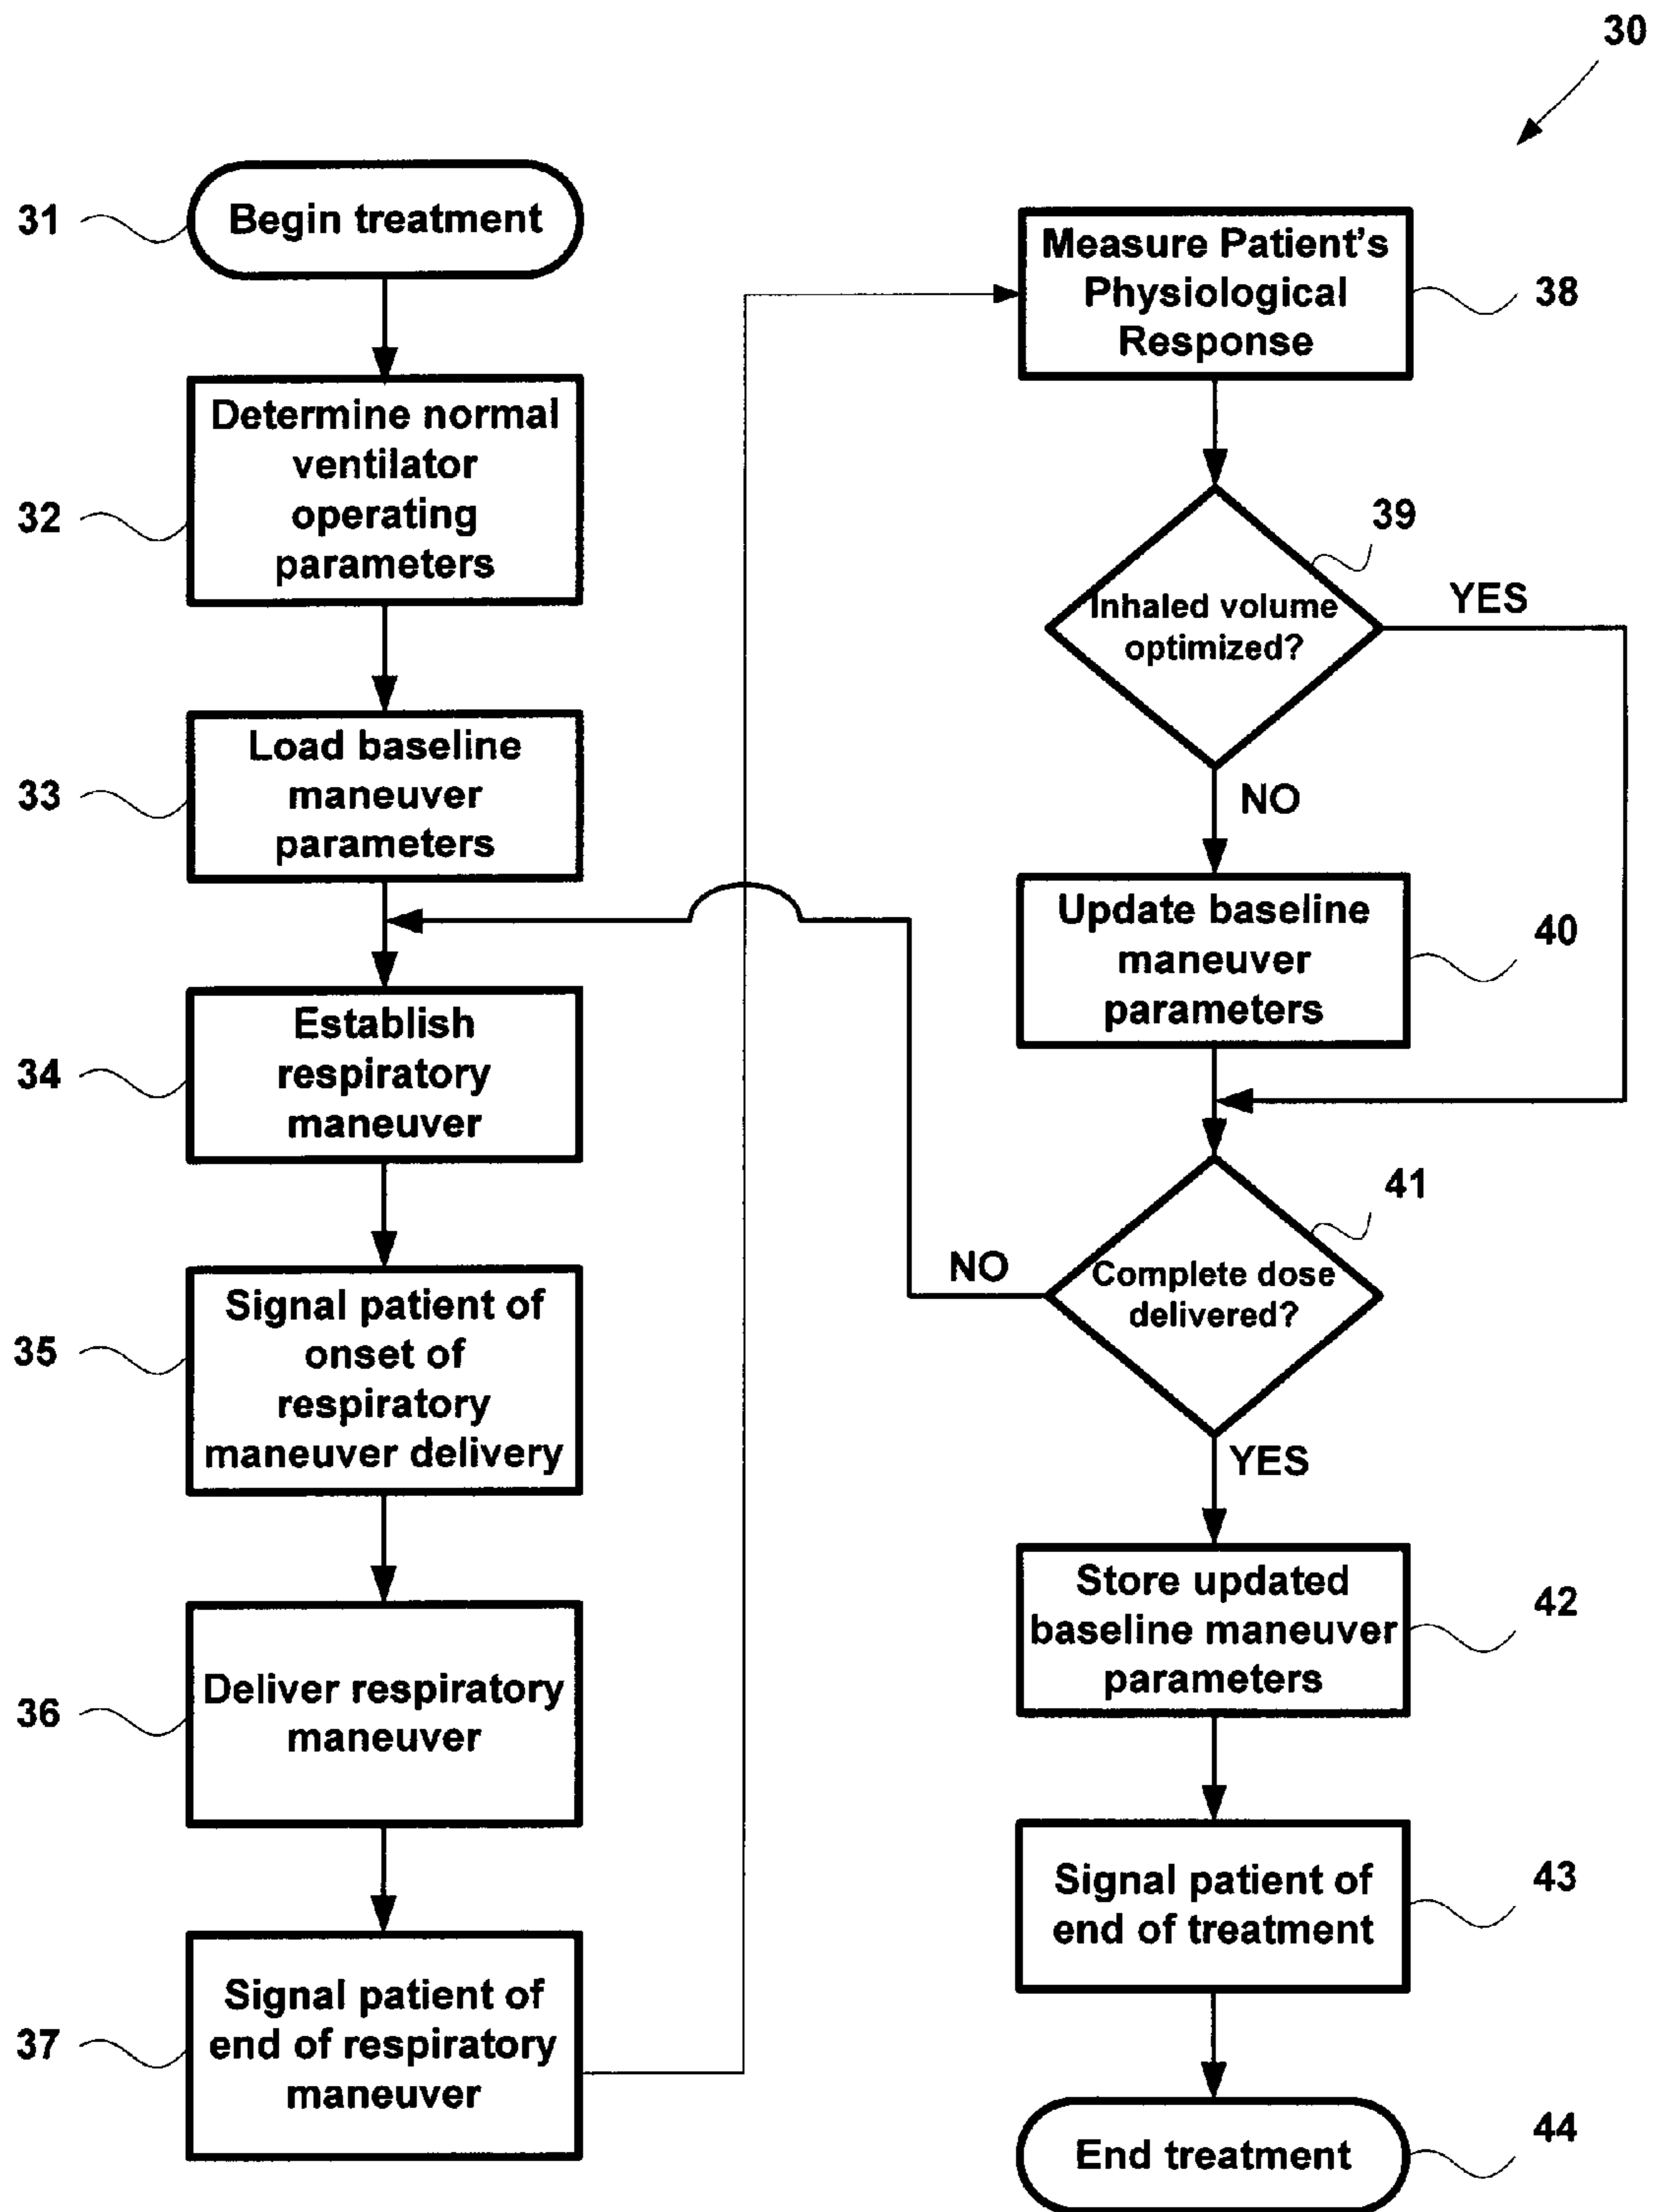 30
31
Begin treatment
32
Determine normal
ventilator
operating
parameters
33
Load baseline
maneuver
parameters
34
Establish
respiratory
maneuver
35
Signal patient of
onset of
respiratory
maneuver delivery
36
Deliver respiratory
maneuver
37
Signal patient of
end of respiratory
maneuver
Measure Patient's
Physiological
Response
38
39
Inhaled volume
optimized?
YES
NO
Update baseline
maneuver
parameters
40
41
Complete dose
delivered?
NO
YES
Store updated
baseline maneuver
parameters
42
Signal patient of
end of treatment
43
End treatment
44